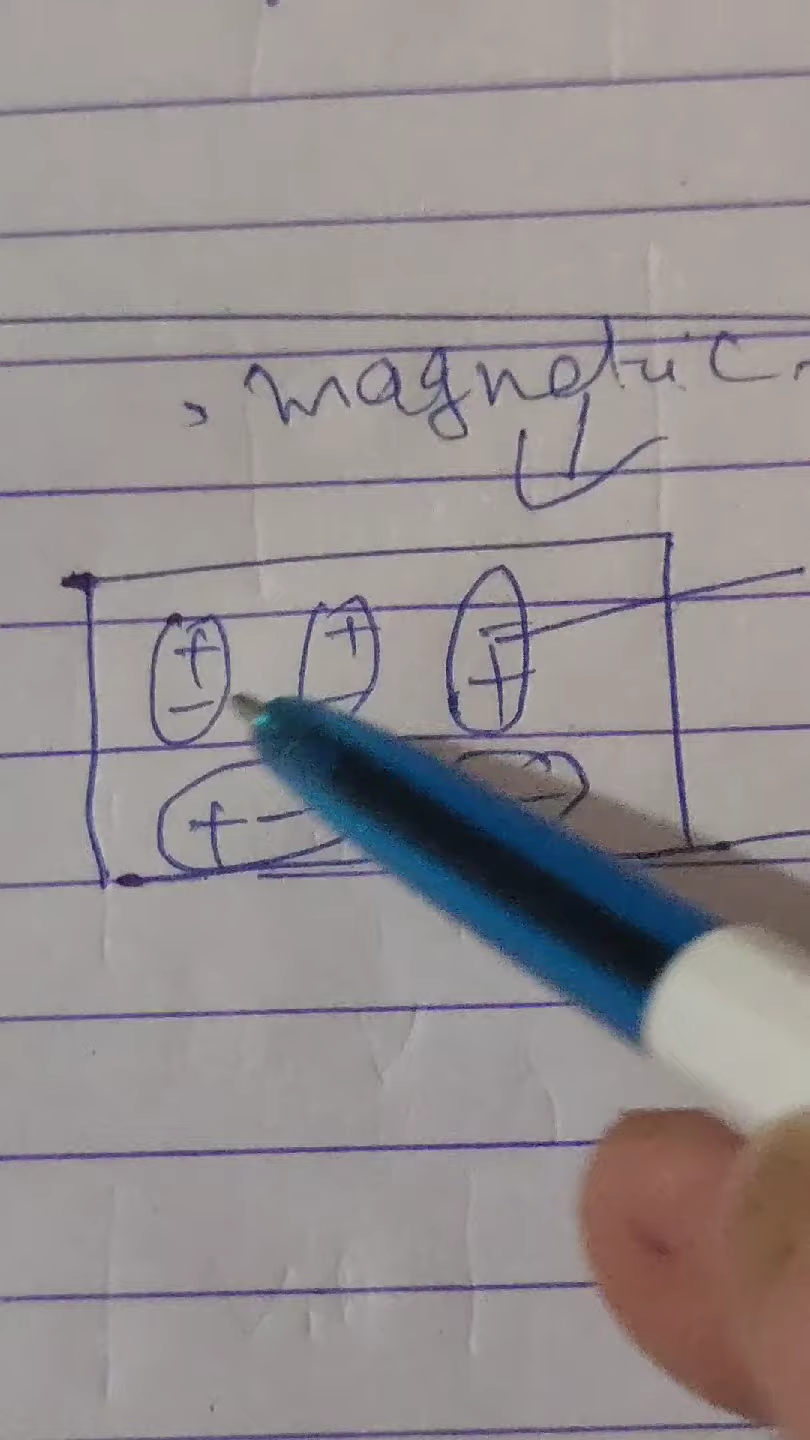 , magnetic
+ + -
- - +
+ - -